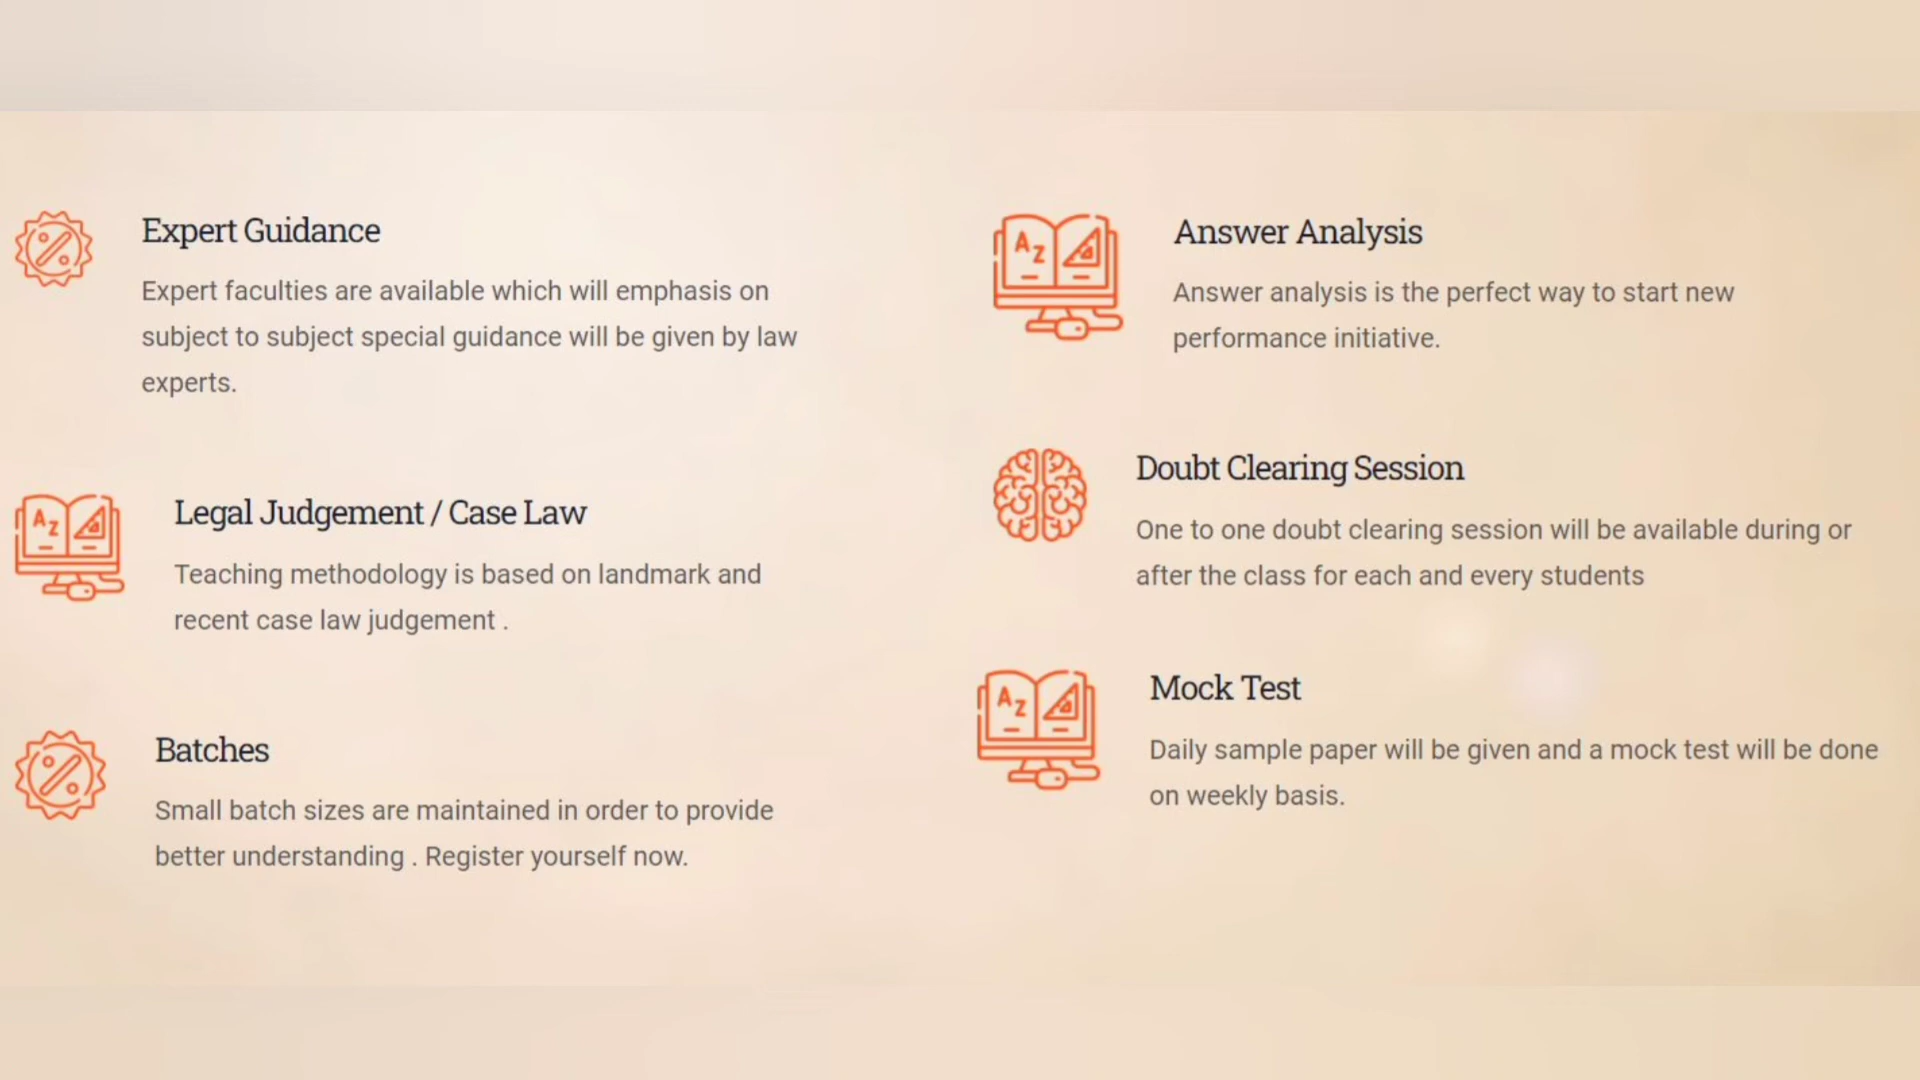 Expert Guidance
Expert faculties are available which will emphasis on
subject to subject special guidance will be given by law
experts.
Legal Judgement / Case Law
Teaching methodology is based on landmark and
recent case law judgement .
Batches
Small batch sizes are maintained in order to provide
better understanding . Register yourself now.
Answer Analysis
Answer analysis is the perfect way to start new
performance initiative.
Doubt Clearing Session
One to one doubt clearing session will be available during or
after the class for each and every students
Mock Test
Daily sample paper will be given and a mock test will be done
on weekly basis.